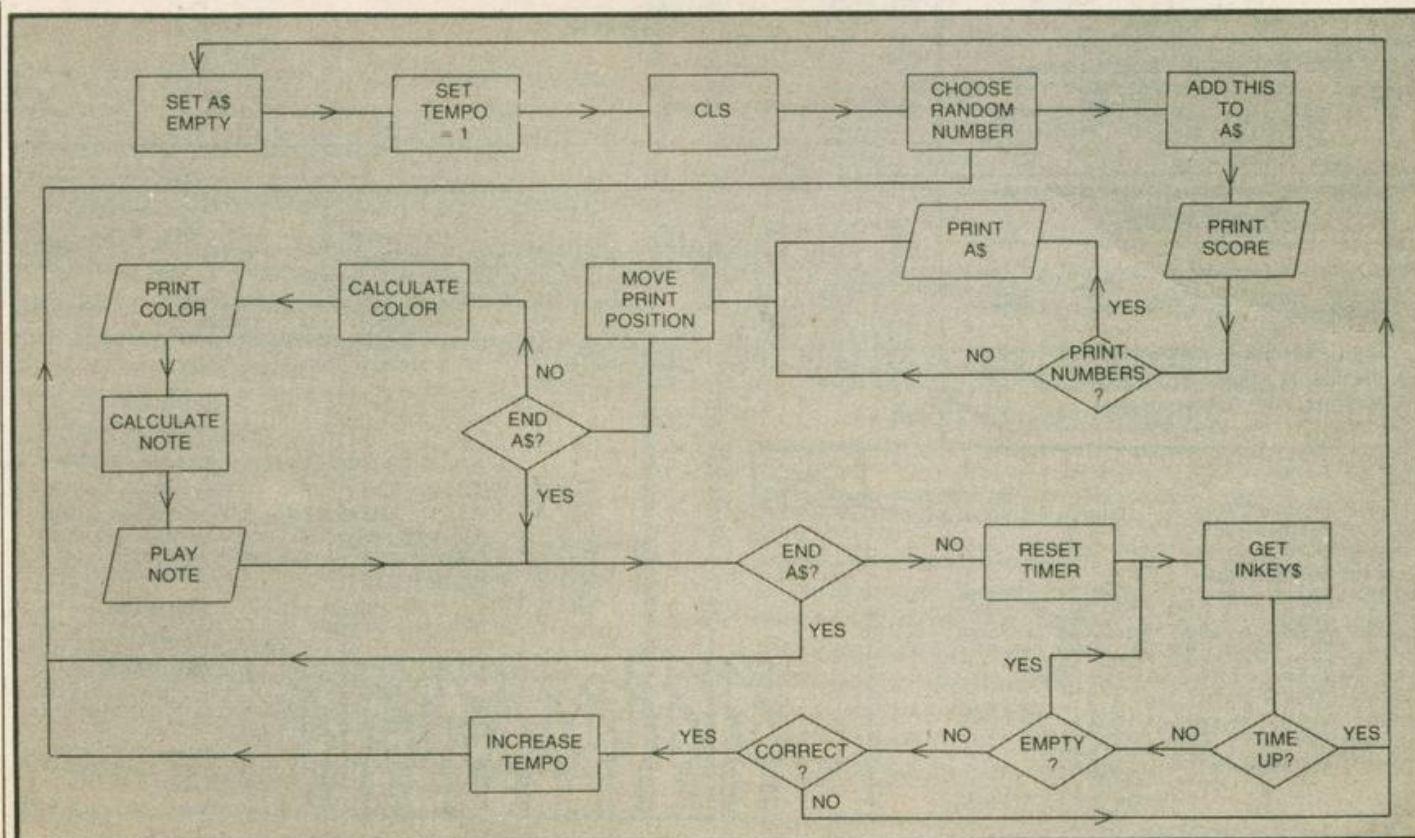 SET A$
EMPTY
SET
TEMPO
= 1
CLS
CHOOSE
RANDOM
NUMBER
ADD THIS
TO
A$
PRINT
COLOR
CALCULATE
COLOR
MOVE
PRINT
POSITION
PRINT
A$
PRINT
SCORE
YES
NO
PRINT
NUMBERS
?
NO
CALCULATE
NOTE
END
A$?
YES
PLAY
NOTE
END
A$?
NO
RESET
TIMER
GET
INKEY$
YES
YES
INCREASE
TEMPO
YES
CORRECT
?
NO
EMPTY
?
NO
TIME
UP?
YES
NO